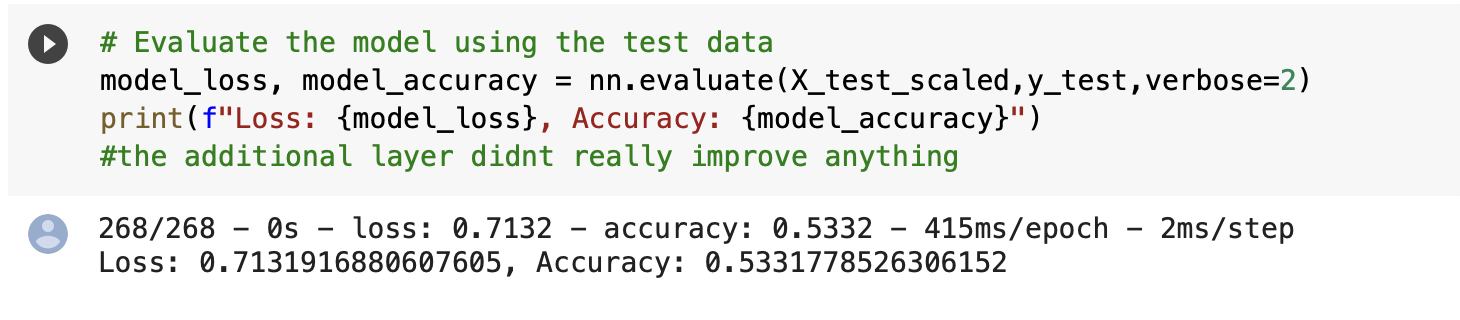 # Evaluate the model using the test data
model_loss, model_accuracy = nn.evaluate(X_test_scaled,y_test,verbose=2)
print(f"Loss: {model_loss}, Accuracy: {model_accuracy}")
#the additional layer didnt really improve anything
268/268 - 0s - loss: 0.7132 - accuracy: 0.5332 - 415ms/epoch - 2ms/step
Loss: 0.7131916880607605, Accuracy: 0.5331778526306152